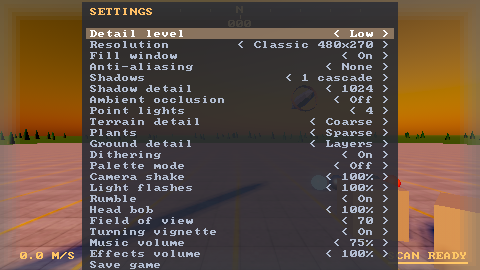 N
000
SETTINGS
Detail level < Low >
Resolution < Classic 480x270 >
Fill window < On >
Anti-aliasing < None >
Shadows < 1 cascade >
Shadow detail < 1024 >
Ambient occlusion < Off >
Point lights < 4 >
Terrain detail < Coarse >
Plants < Sparse >
Ground detail < Layers >
Dithering < On >
Palette mode < Off >
Camera shake < 100% >
Light flashes < 100% >
Rumble < On >
Head bob < 100% >
Field of view < 70 >
Turning vignette < On >
Music volume < 75% >
Effects volume < 100% >
Save game
0.0 M/S
CAN READY